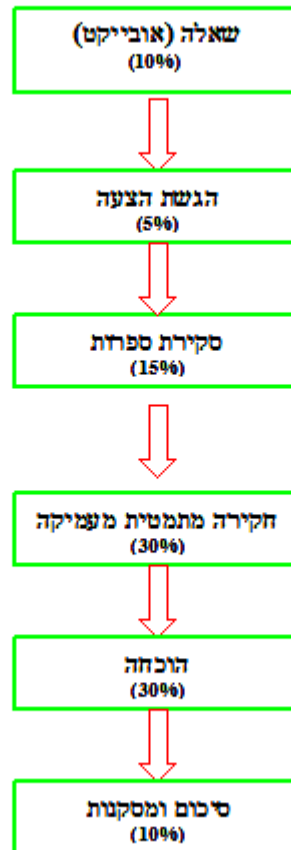 שאלה (אובייקט)
(10%)
הגשת הצעה
(5%)
סקירת ספרות
(15%)
חקירה מתמטית מעמיקה
(30%)
הוכחה
(30%)
סיכום ומסקנות
(10%)